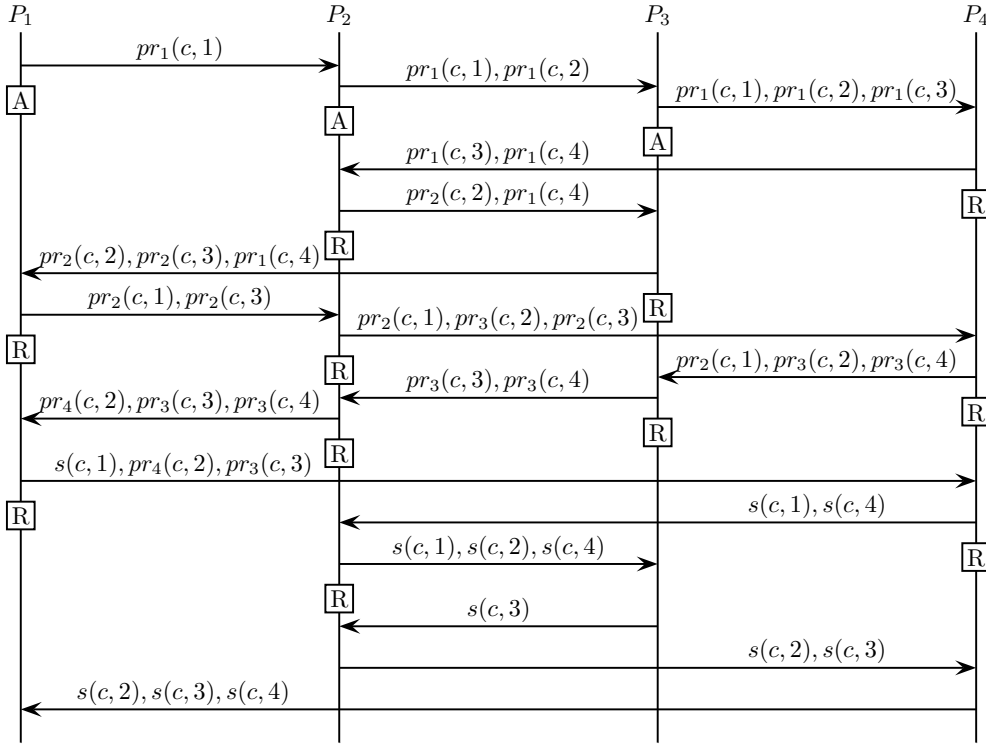 P₁ P₂ P₃ P₄
pr₁(c, 1)
pr₁(c, 1), pr₁(c, 2)
pr₁(c, 1), pr₁(c, 2), pr₁(c, 3)
A
A
A
pr₁(c, 3), pr₁(c, 4)
pr₂(c, 2), pr₁(c, 4)
R
R
pr₂(c, 2), pr₂(c, 3), pr₁(c, 4)
pr₂(c, 1), pr₂(c, 3)
R
pr₂(c, 1), pr₃(c, 2), pr₂(c, 3)
R
pr₂(c, 1), pr₃(c, 2), pr₃(c, 4)
R
pr₃(c, 3), pr₃(c, 4)
pr₄(c, 2), pr₃(c, 3), pr₃(c, 4)
R
R
R
s(c, 1), pr₄(c, 2), pr₃(c, 3)
s(c, 1), s(c, 4)
R
s(c, 1), s(c, 2), s(c, 4)
R
R
s(c, 3)
s(c, 2), s(c, 3)
s(c, 2), s(c, 3), s(c, 4)